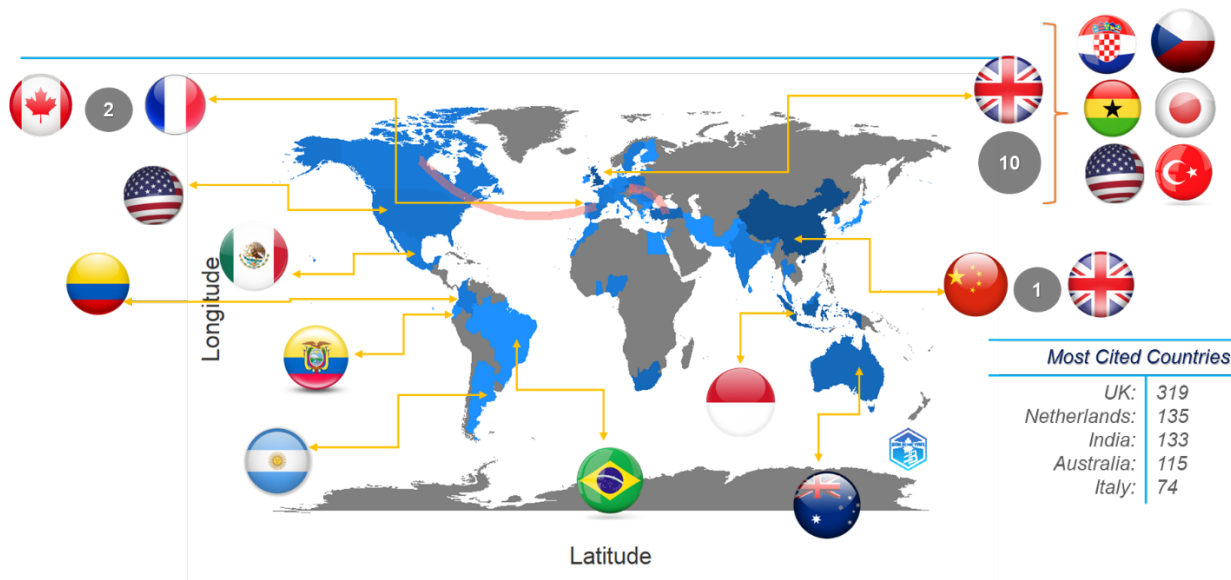 2
10
1
Longitude
Latitude
Most Cited Countries
UK: 319
Netherlands: 135
India: 133
Australia: 115
Italy: 74